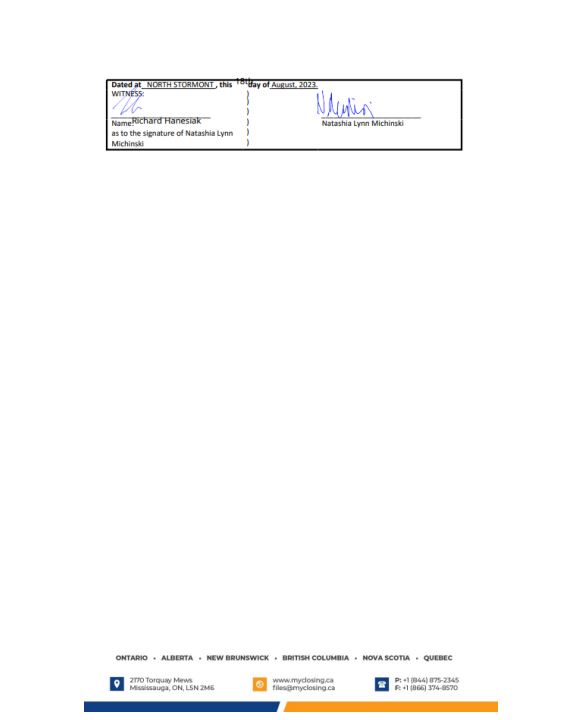 Dated at NORTH STORMONT , this 18th day of August, 2023.
WITNESS: )
)
)
Name: Richard Hanesiak ) Natashia Lynn Michinski
as to the signature of Natashia Lynn )
Michinski )
ONTARIO • ALBERTA • NEW BRUNSWICK • BRITISH COLUMBIA • NOVA SCOTIA • QUEBEC
2170 Torquay Mews
Mississauga, ON, L5N 2M6
www.myclosing.ca
files@myclosing.ca
P: +1 (844) 875-2345
F: +1 (866) 374-8570